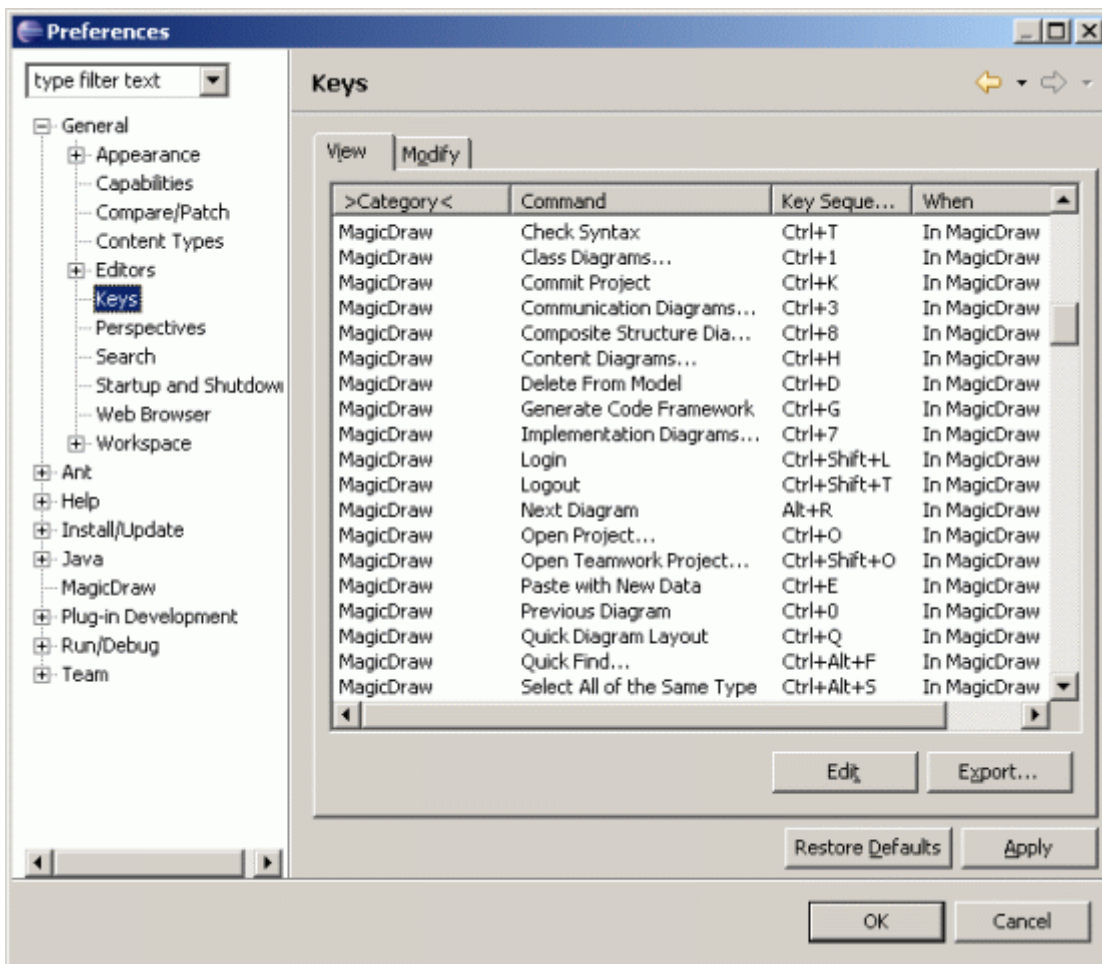 Preferences
type filter text
Keys
General
Appearance
Capabilities
Compare/Patch
Content Types
Editors
Keys
Perspectives
Search
Startup and Shutdow
Web Browser
Workspace
Ant
Help
Install/Update
Java
MagicDraw
Plug-in Development
Run/Debug
Team
View Modify
>Category< Command Key Seque... When
MagicDraw Check Syntax Ctrl+T In MagicDraw
MagicDraw Class Diagrams... Ctrl+1 In MagicDraw
MagicDraw Commit Project Ctrl+K In MagicDraw
MagicDraw Communication Diagrams... Ctrl+3 In MagicDraw
MagicDraw Composite Structure Dia... Ctrl+8 In MagicDraw
MagicDraw Content Diagrams... Ctrl+H In MagicDraw
MagicDraw Delete From Model Ctrl+D In MagicDraw
MagicDraw Generate Code Framework Ctrl+G In MagicDraw
MagicDraw Implementation Diagrams... Ctrl+7 In MagicDraw
MagicDraw Login Ctrl+Shift+L In MagicDraw
MagicDraw Logout Ctrl+Shift+T In MagicDraw
MagicDraw Next Diagram Alt+R In MagicDraw
MagicDraw Open Project... Ctrl+O In MagicDraw
MagicDraw Open Teamwork Project... Ctrl+Shift+O In MagicDraw
MagicDraw Paste with New Data Ctrl+E In MagicDraw
MagicDraw Previous Diagram Ctrl+0 In MagicDraw
MagicDraw Quick Diagram Layout Ctrl+Q In MagicDraw
MagicDraw Quick Find... Ctrl+Alt+F In MagicDraw
MagicDraw Select All of the Same Type Ctrl+Alt+S In MagicDraw
Edit Export...
Restore Defaults Apply
OK Cancel